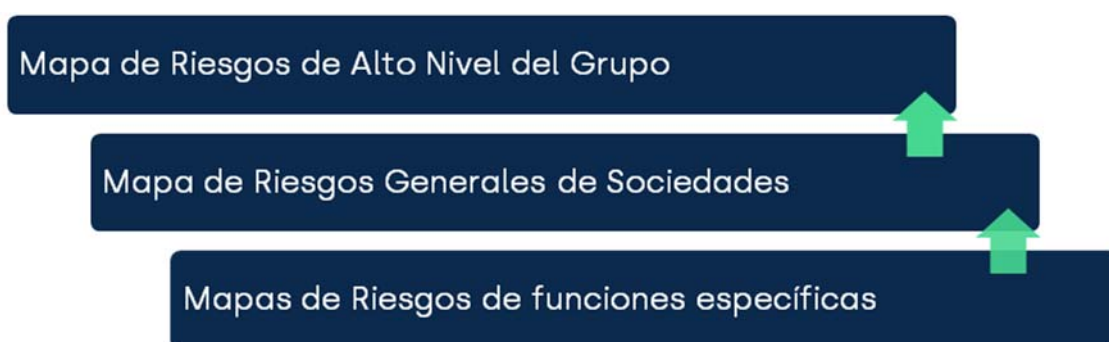 Mapa de Riesgos de Alto Nivel del Grupo
Mapa de Riesgos Generales de Sociedades
Mapas de Riesgos de funciones específicas